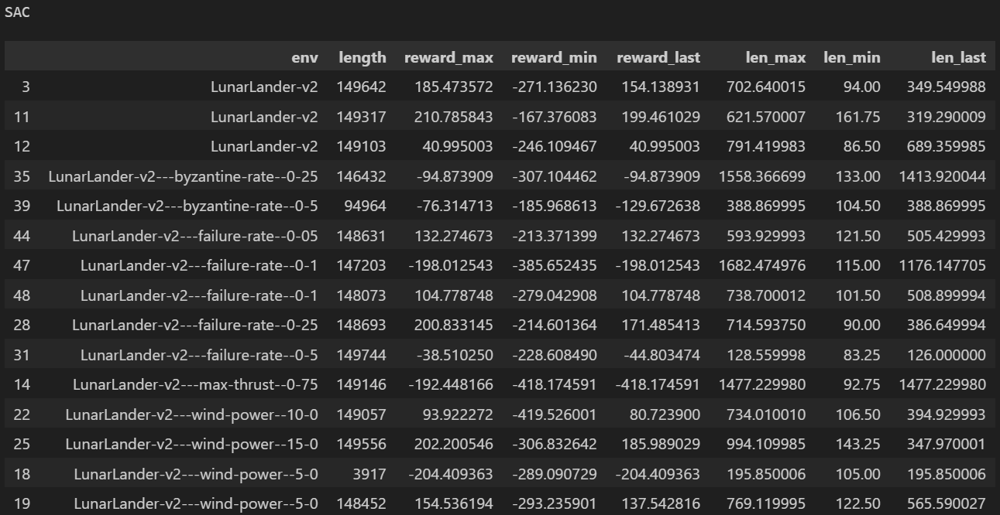 SAC
env length reward_max reward_min reward_last len_max len_min len_last
3 LunarLander-v2 149642 185.473572 -271.136230 154.138931 702.640015 94.00 349.549988
11 LunarLander-v2 149317 210.785843 -167.376083 199.461029 621.570007 161.75 319.290009
12 LunarLander-v2 149103 40.995003 -246.109467 40.995003 791.419983 86.50 689.359985
35 LunarLander-v2---byzantine-rate--0-25 146432 -94.873909 -307.104462 -94.873909 1558.366699 133.00 1413.920044
39 LunarLander-v2---byzantine-rate--0-5 94964 -76.314713 -185.968613 -129.672638 388.869995 104.50 388.869995
44 LunarLander-v2---failure-rate--0-05 148631 132.274673 -213.371399 132.274673 593.929993 121.50 505.429993
47 LunarLander-v2---failure-rate--0-1 147203 -198.012543 -385.652435 -198.012543 1682.474976 115.00 1176.147705
48 LunarLander-v2---failure-rate--0-1 148073 104.778748 -279.042908 104.778748 738.700012 101.50 508.899994
28 LunarLander-v2---failure-rate--0-25 148693 200.833145 -214.601364 171.485413 714.593750 90.00 386.649994
31 LunarLander-v2---failure-rate--0-5 149744 -38.510250 -228.608490 -44.803474 128.559998 83.25 126.000000
14 LunarLander-v2---max-thrust--0-75 149146 -192.448166 -418.174591 -418.174591 1477.229980 92.75 1477.229980
22 LunarLander-v2---wind-power--10-0 149057 93.922272 -419.526001 80.723900 734.010010 106.50 394.929993
25 LunarLander-v2---wind-power--15-0 149556 202.200546 -306.832642 185.989029 994.109985 143.25 347.970001
18 LunarLander-v2---wind-power--5-0 3917 -204.409363 -289.090729 -204.409363 195.850006 105.00 195.850006
19 LunarLander-v2---wind-power--5-0 148452 154.536194 -293.235901 137.542816 769.119995 122.50 565.590027